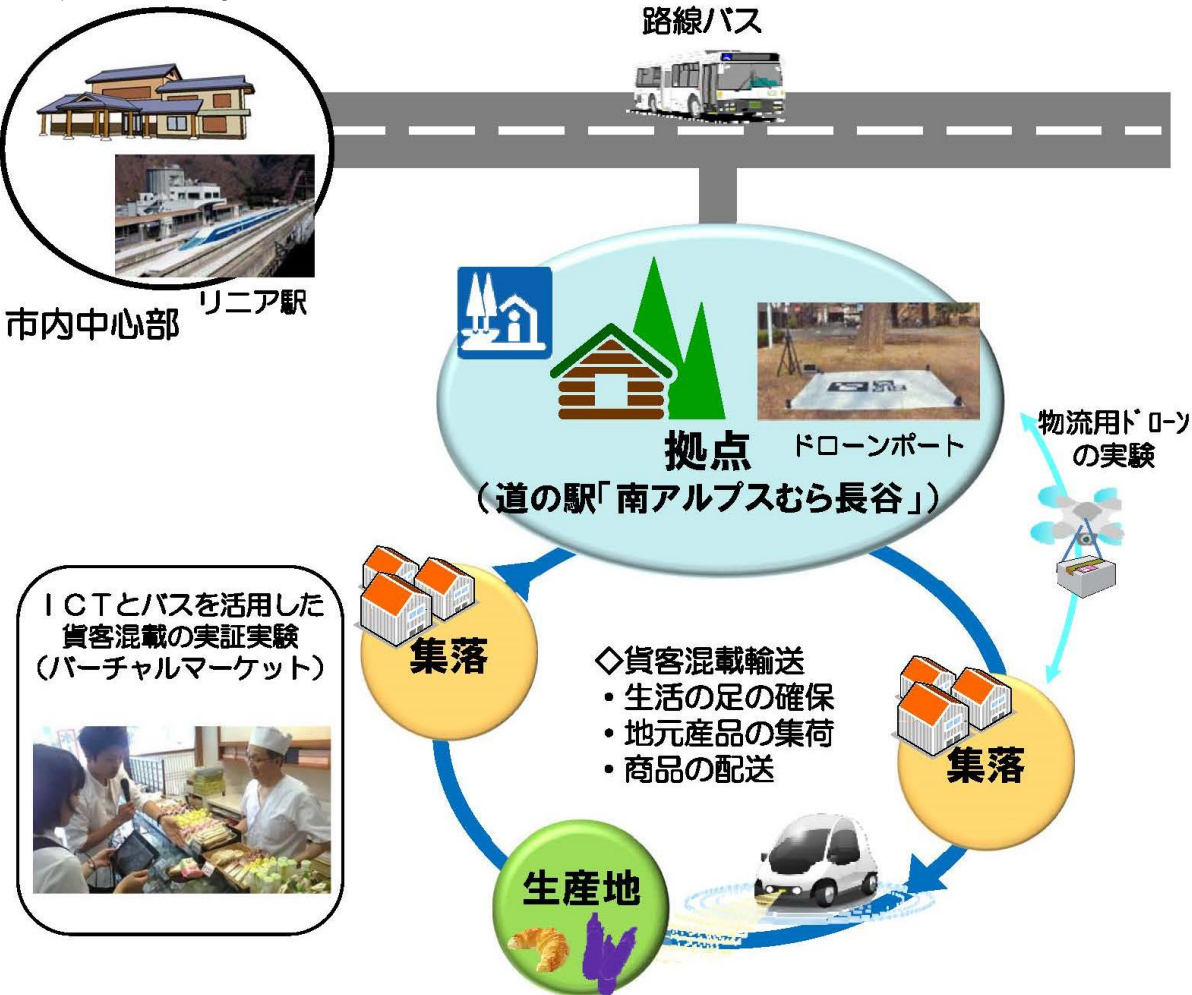 路線バス
リニア駅
市内中心部
ドローンポート
拠点
（道の駅「南アルプスむら長谷」）
物流用ドローン
の実験
ＩＣＴとバスを活用した
貨客混載の実証実験
（バーチャルマーケット）
集落
◇貨客混載輸送
・生活の足の確保
・地元産品の集荷
・商品の配送
集落
生産地